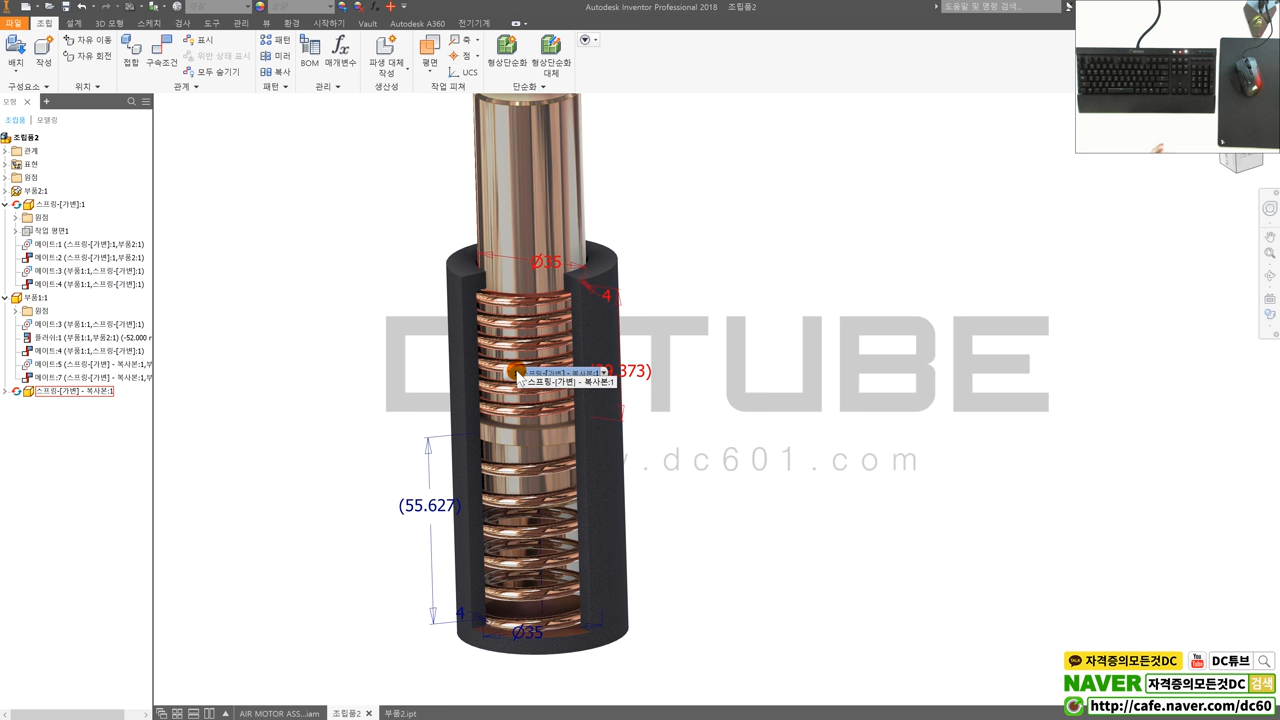 Autodesk Inventor Professional 2018 조립품2
도움말 및 명령 검색...
파일 조립 설계 3D 모형 스케치 검사 도구 관리 뷰 환경 시작하기 Vault Autodesk A360 전기기계
배치 작성
자유 이동
자유 회전
접합 구속조건
표시
위반 상태 표시
모두 숨기기
패턴
미러
복사
BOM 매개변수
파생 대체 작성
평면
축
점
UCS
형상단순화 형상단순화 대체
구성요소 위치 관계 패턴 관리 생산성 작업 피쳐 단순화
모형
조립품 | 모델링
조립품2
관계
표현
원점
부품2:1
스프링-[가변]:1
원점
작업 평면1
메이트:1 (스프링-[가변]:1,부품2:1)
메이트:2 (스프링-[가변]:1,부품2:1)
메이트:3 (부품1:1,스프링-[가변]:1)
메이트:4 (부품1:1,스프링-[가변]:1)
부품1:1
원점
메이트:3 (부품1:1,스프링-[가변]:1)
플러쉬:1 (부품1:1,부품2:1) (-52.000 r
메이트:4 (부품1:1,스프링-[가변]:1)
메이트:5 (스프링-[가변] - 복사본:1,부
메이트:7 (스프링-[가변] - 복사본:1,부
스프링-[가변] - 복사본:1
Ø35
4
.373)
스프링-[가변] - 복사본:1
(55.627)
4
Ø35
.dc601.com
AIR MOTOR ASS...iam 조립품2 부품2.ipt
자격증의모든것DC You Tube DC튜브
NAVER 자격증의모든것DC 검색
http://cafe.naver.com/dc60